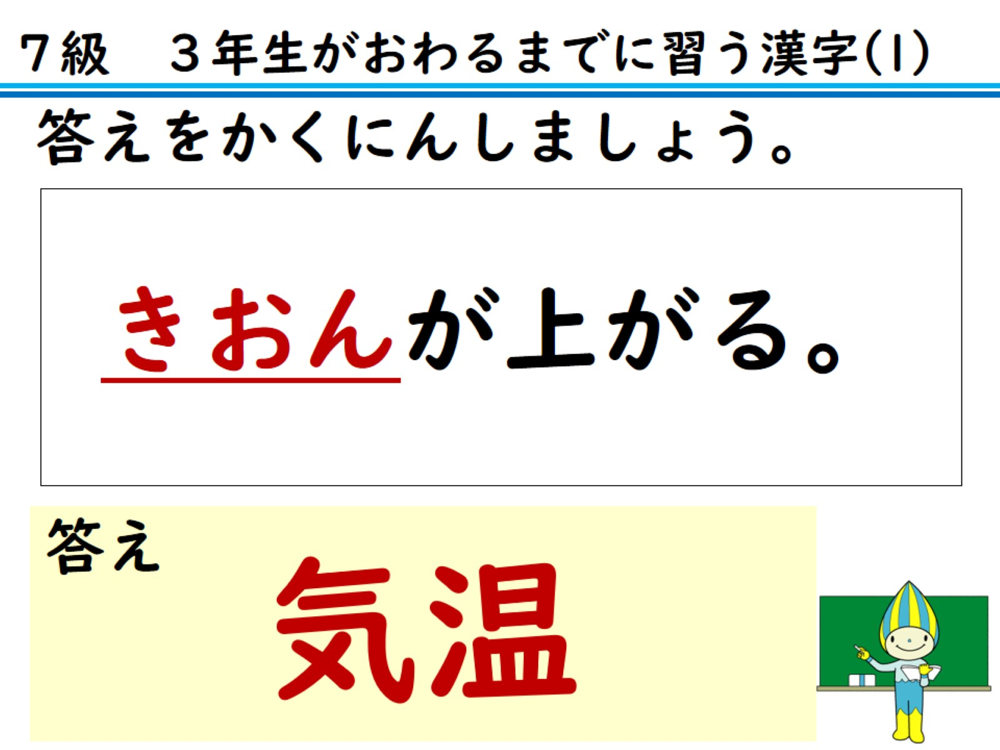 ７級　３年生がおわるまでに習う漢字(1)
答えをかくにんしましょう。
きおんが上がる。
答え
気温